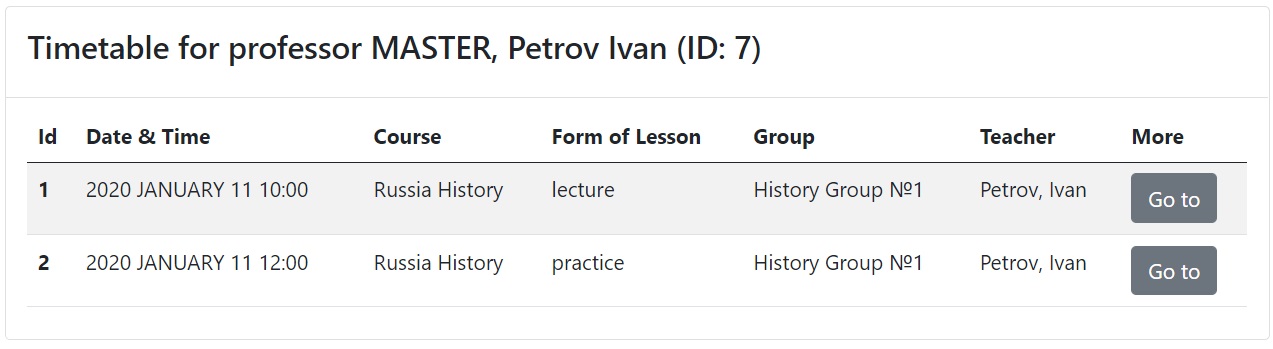 Timetable for professor MASTER, Petrov Ivan (ID: 7)
Id Date & Time Course Form of Lesson Group Teacher More
1 2020 JANUARY 11 10:00 Russia History lecture History Group №1 Petrov, Ivan Go to
2 2020 JANUARY 11 12:00 Russia History practice History Group №1 Petrov, Ivan Go to